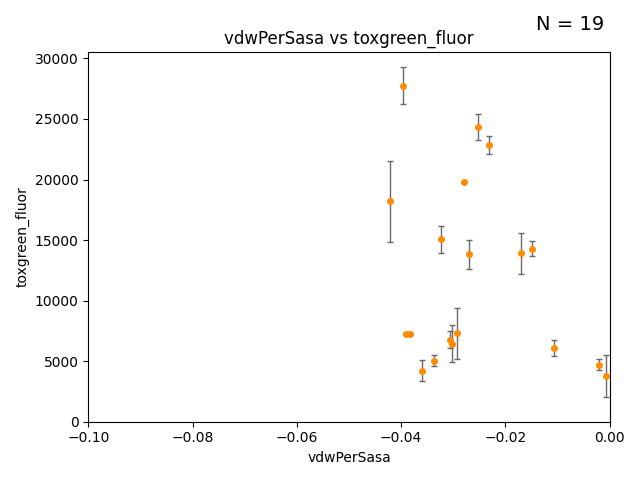 N = 19
vdwPerSasa vs toxgreen_fluor
30000
25000
20000
15000
10000
5000
0
toxgreen_fluor
−0.10 −0.08 −0.06 −0.04 −0.02 0.00
vdwPerSasa